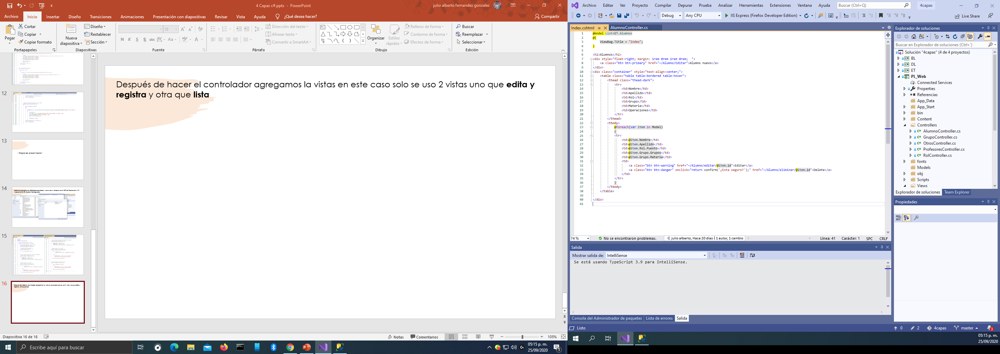 4 Capas c#.pptx - PowerPoint
julio alberto fernandez gonzalez
Archivo Inicio Insertar Diseño Transiciones Animaciones Presentación con diapositivas Revisar Vista Ayuda ¿Qué desea hacer? Compartir
Pegar
Cortar
Copiar
Copiar formato
Portapapeles
Nueva diapositiva
Diseño
Restablecer
Sección
Diapositivas
18
N K S S abc AV Aa A
Fuente
Dirección del texto
Alinear texto
Convertir a SmartArt
Párrafo
Organizar
Estilos rápidos
Relleno de forma
Contorno de forma
Efectos de forma
Dibujo
Buscar
Reemplazar
Seleccionar
Edición
12
13
14
15
16
Después de hacer el controlador agregamos la vistas en este caso solo se uso 2 vistas uno que edita y
registra y otra que lista
Diapositiva 16 de 16
Notas Comentarios 105%
Escribe aquí para buscar
05:15 p. m.
25/09/2020
1
Archivo Editar Ver Proyecto Compilar Depurar Prueba Analizar Herramientas Extensiones Ventana Ayuda Buscar (Ctrl+Q) 4capas
Debug Any CPU IIS Express (Firefox Developer Edition) Live Share
Index.cshtml AlumnoController.cs
1 @model List<ET.Alumno>
2 @{
3 ViewBag.Title = "Index";
4 }
5
6 <h2>Alumnos</h2>
7 <div style="float:right; margin: 1rem 0rem 1rem 0rem; ">
8 <a class="btn btn-primary" href="~/Alumno/Editar">Alumno nuevo</a>
9 </div>
10 <div class="container" style="text-align:center;">
11 <table class="table table-bordered table-hover">
12 <thead class="thead-dark">
13 <tr>
14 <td>Nombre</td>
15 <td>Apellido</td>
16 <td>Rol</td>
17 <td>Grupo</td>
18 <td>Materia</td>
19 <td>Operaciones</td>
20 </tr>
21 </thead>
22 <tbody>
23 @foreach(var item in Model)
24 {
25 <tr>
26 <td>@item.Nombre</td>
27 <td>@item.Apellido</td>
28 <td>@item.Rol.Puesto</td>
29 <td>@item.Grupo.Grupos</td>
30 <td>@item.Grupo.Materia</td>
31 <td>
32 <a class="btn btn-warning" href="~/Alumno/editar/@item.id">Editar</a>
33 <a class="btn btn-danger" onclick="return confirm('¿Esta seguro?');" href="~/Alumno/eliminar/@item.id">Delete</a>
34 </td>
35 </tr>
36 }
37 </tbody>
38 </table>
39
40 </div>
41
74 % No se encontraron problemas. julio alberto, Hace 20 días | 1 autor, 1 cambio Línea: 41 Carácter: 1 SPC CRLF
Salida
Mostrar salida de: IntelliSense
Se está usando TypeScript 3.9 para IntelliSense.
Consola del Administrador de paquetes Lista de errores Salida
Explorador de soluciones
Buscar en Explorador de soluciones (Ctrl+´)
Solución "4capas" (4 de 4 proyectos)
BL
DL
ET
PL_Web
Connected Services
Properties
Referencias
App_Data
App_Start
bin
Content
Controllers
AlumnoController.cs
GrupoController.cs
OtrosController.cs
ProfesoresController.cs
RolController.cs
fonts
Models
obj
Scripts
Views
Explorador de soluciones Team Explorer
Propiedades
Listo 0 2 4capas master 3
05:15 p. m.
25/09/2020